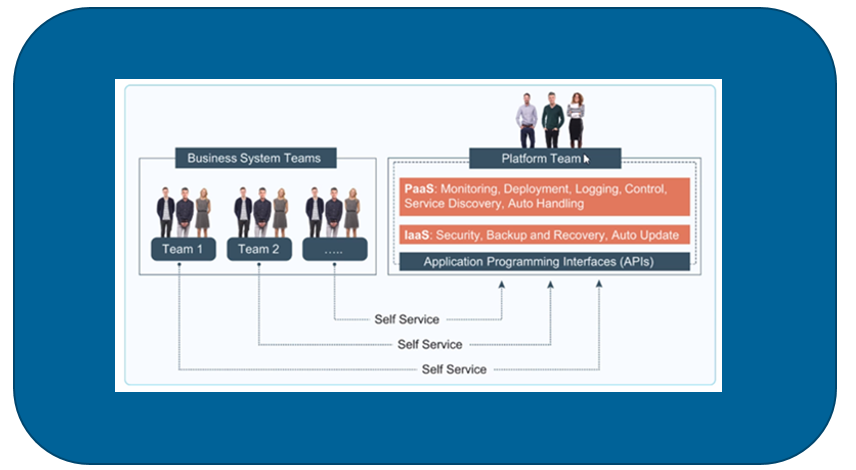 Business System Teams
Team 1
Team 2
.....
Platform Team
PaaS: Monitoring, Deployment, Logging, Control,
Service Discovery, Auto Handling
IaaS: Security, Backup and Recovery, Auto Update
Application Programming Interfaces (APIs)
Self Service
Self Service
Self Service